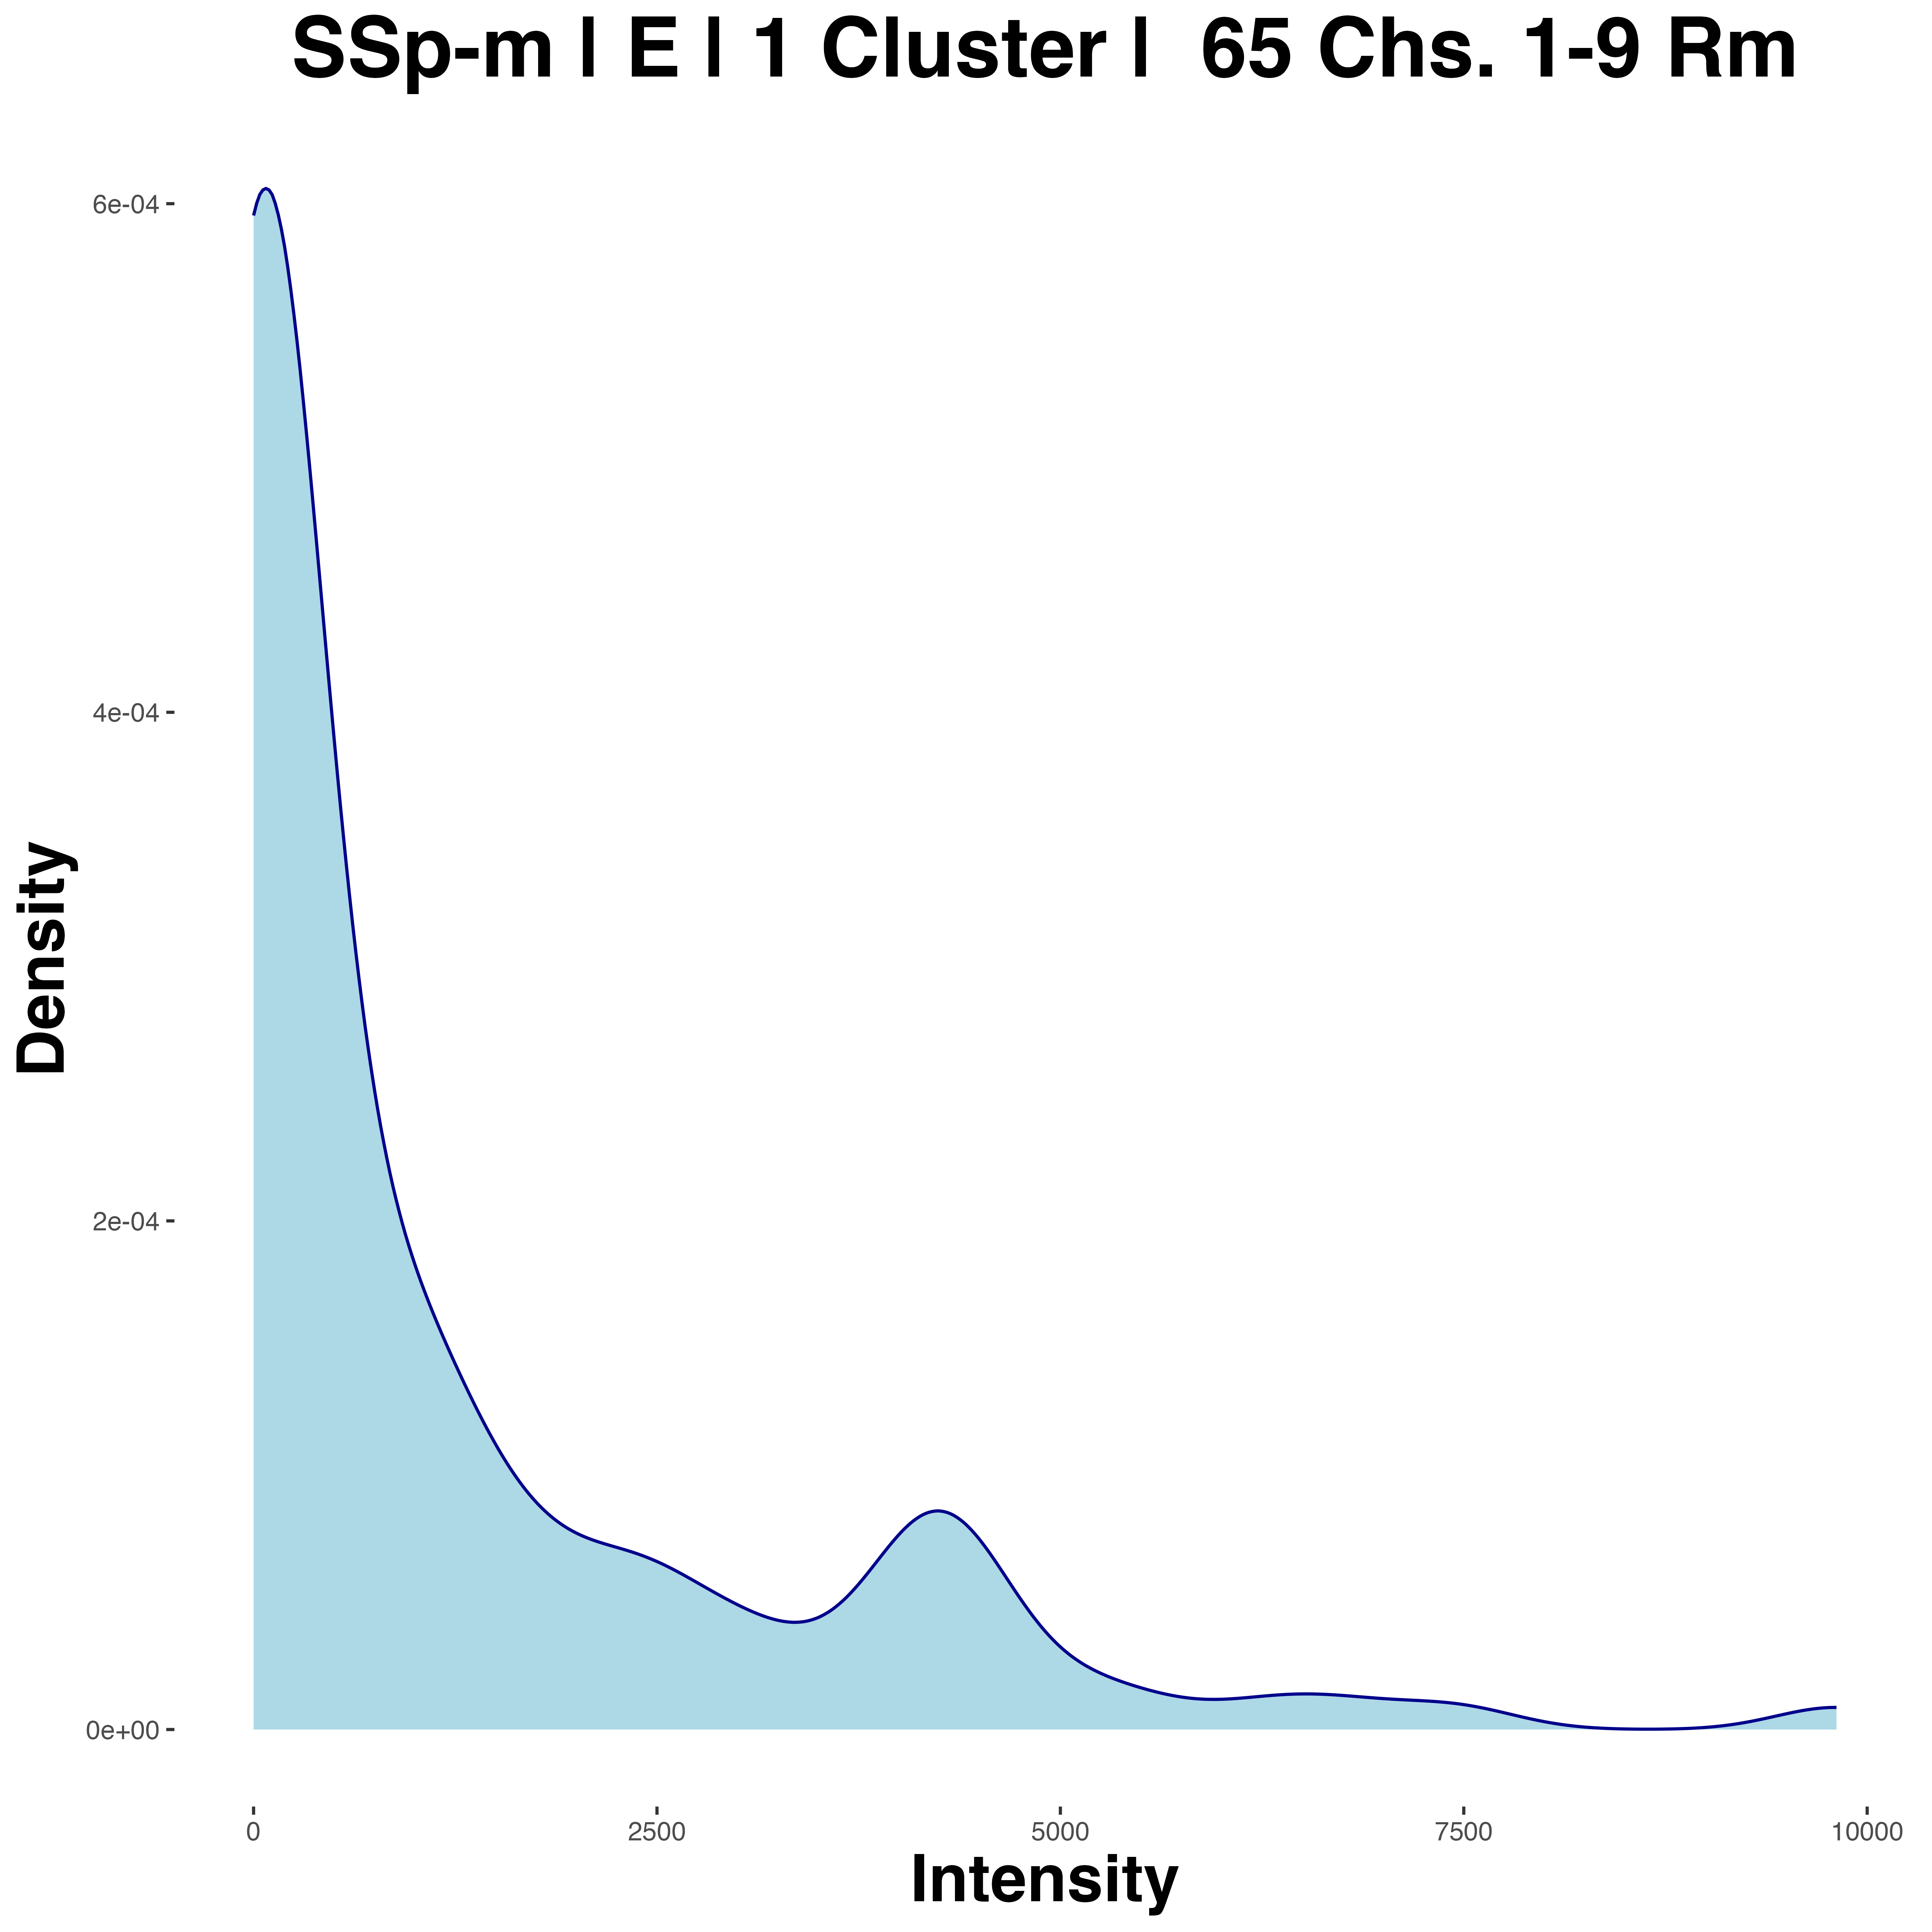 SSp-m | E | 1 Cluster |  65 Chs. 1-9 Rm
6e-04
4e-04
2e-04
0e+00
Density
0
2500
5000
7500
10000
Intensity